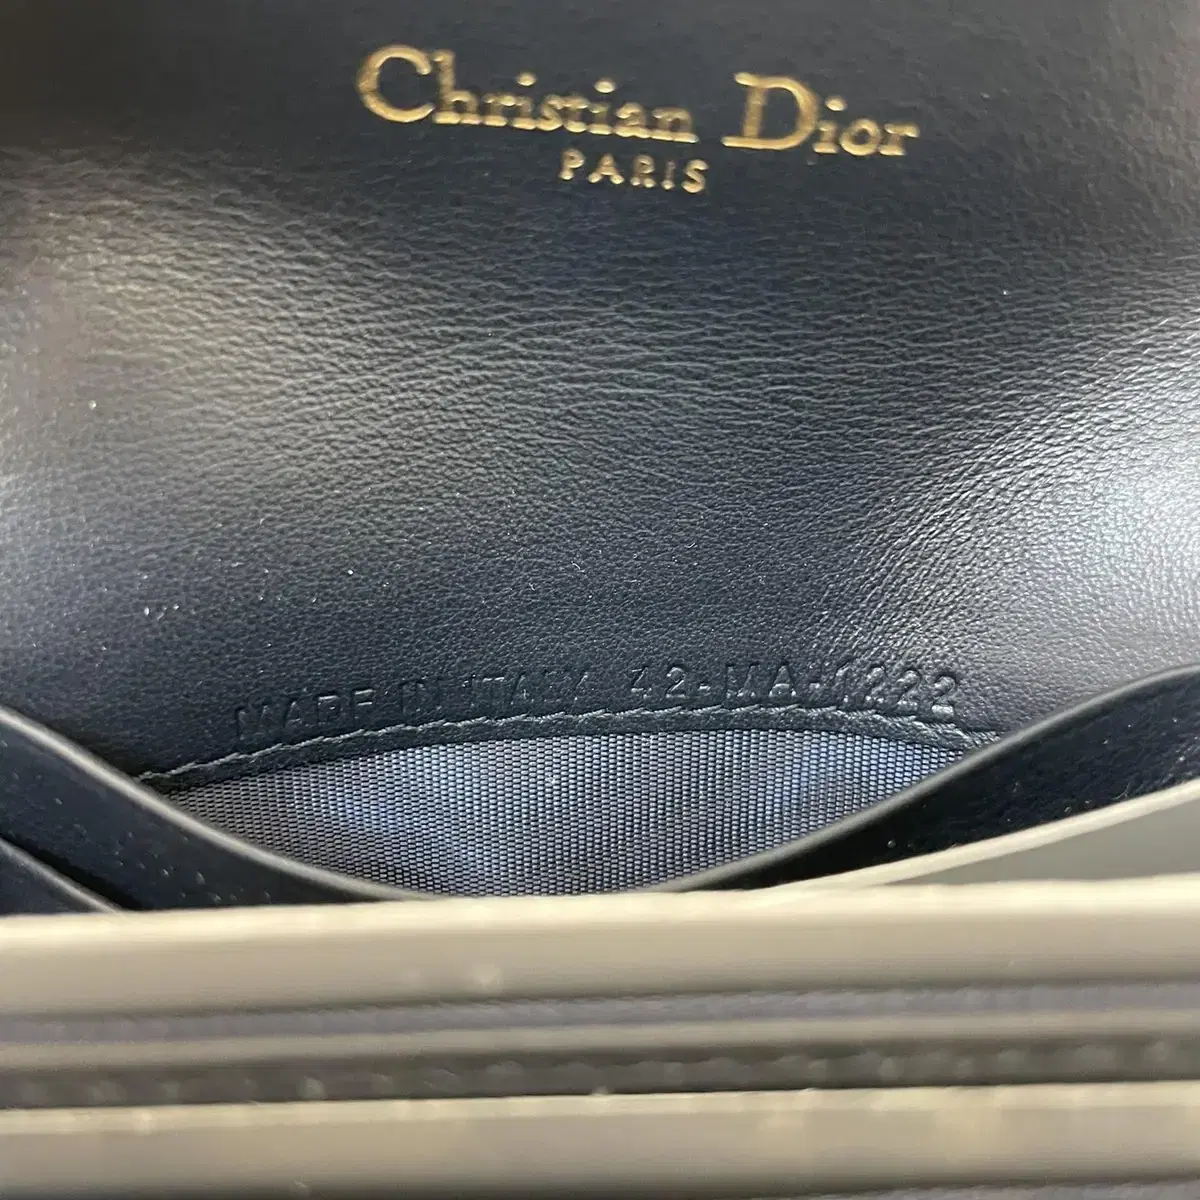 Christian Dior
PARIS
MADE IN ITALY 42-MA-1222